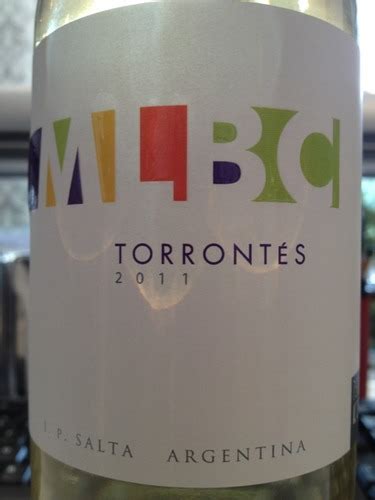 MLBC
TORRONTÉS
2011
I. P. SALTA ARGENTINA